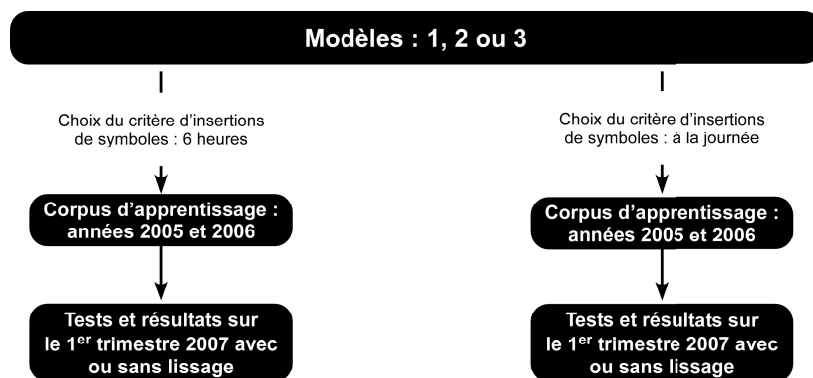 Modèles : 1, 2 ou 3
Choix du critère d'insertions
de symboles : 6 heures
Corpus d'apprentissage :
années 2005 et 2006
Tests et résultats sur
le 1er trimestre 2007 avec
ou sans lissage
Choix du critère d'insertions
de symboles : à la journée
Corpus d'apprentissage :
années 2005 et 2006
Tests et résultats sur
le 1er trimestre 2007 avec
ou sans lissage